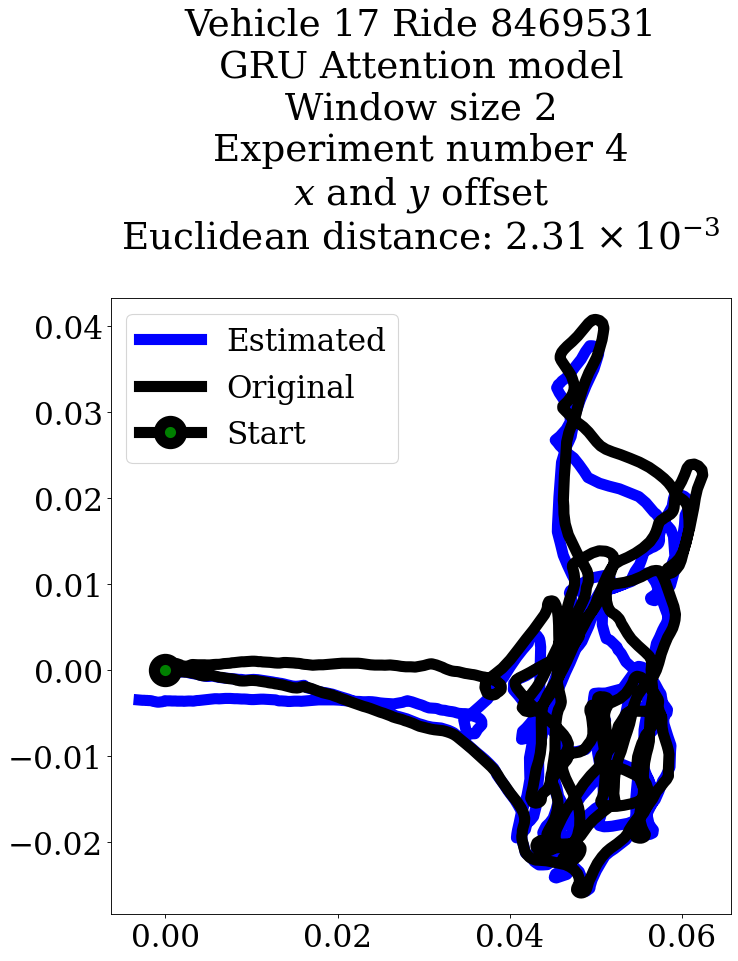 Vehicle 17 Ride 8469531
GRU Attention model
Window size 2
Experiment number 4
x and y offset
Euclidean distance: 2.31 × 10⁻³
Estimated
Original
Start
0.04
0.03
0.02
0.01
0.00
−0.01
−0.02
0.00 0.02 0.04 0.06